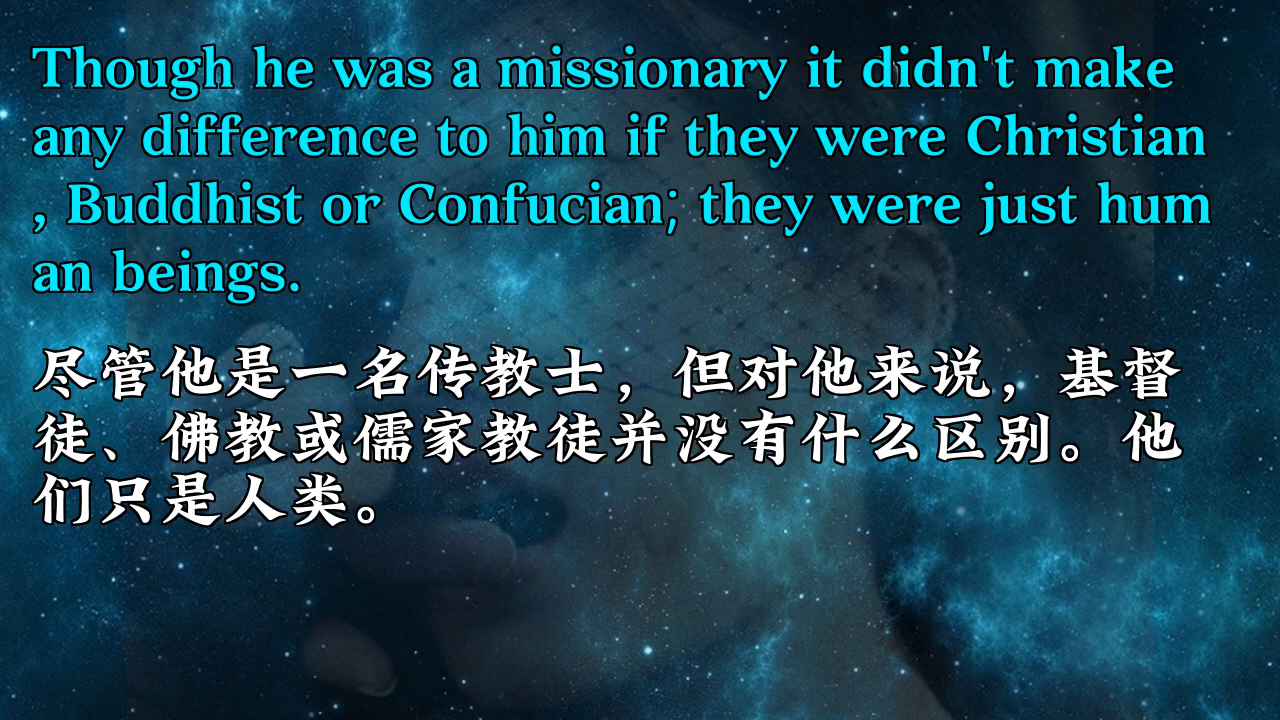 Though he was a missionary it didn't make
any difference to him if they were Christian
, Buddhist or Confucian; they were just hum
an beings.
尽管他是一名传教士，但对他来说，基督
徒、佛教或儒家教徒并没有什么区别。他
们只是人类。